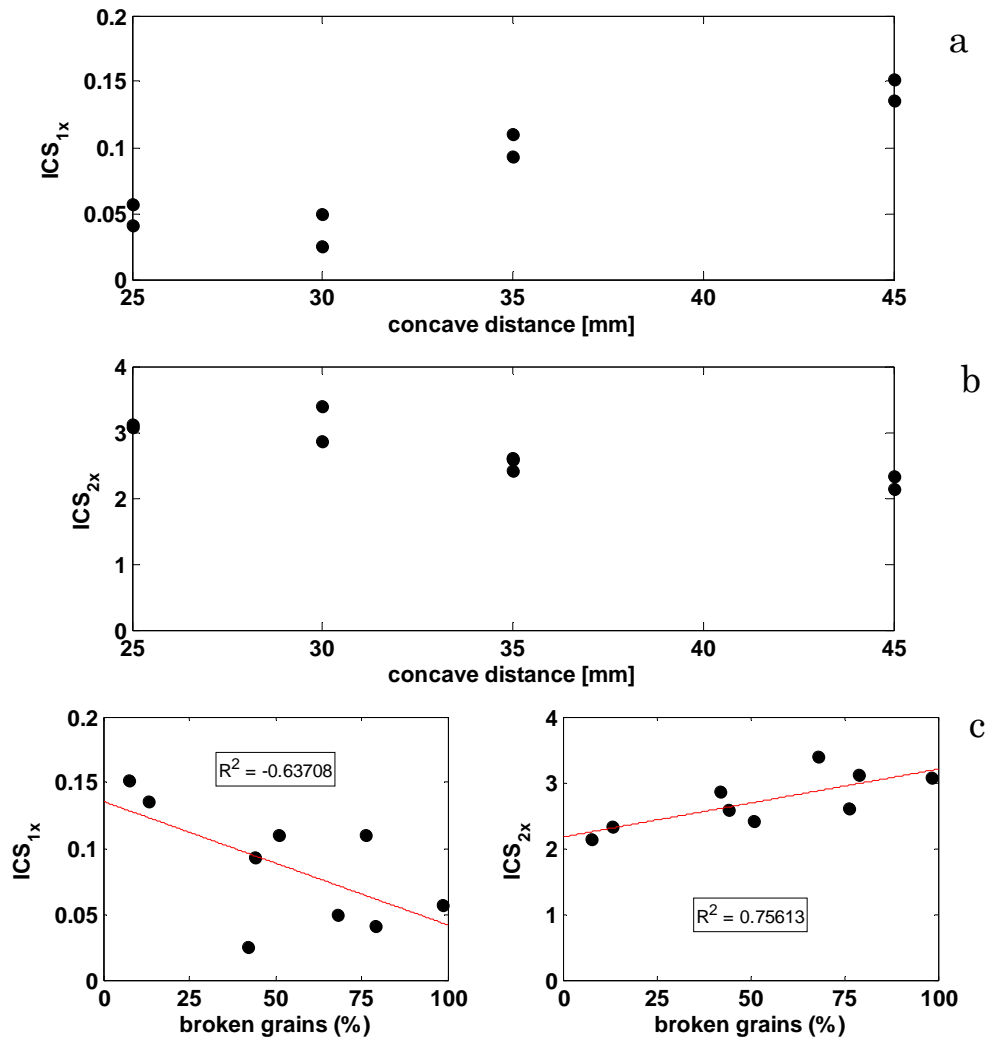 a
0.2
0.15
0.1
0.05
0
ICS1x
25 30 35 40 45
concave distance [mm]
b
4
3
2
1
0
ICS2x
25 30 35 40 45
concave distance [mm]
c
0.2
0.15
0.1
0.05
0
ICS1x
R2 = -0.63708
0 25 50 75 100
broken grains (%)
4
3
2
1
0
ICS2x
R2 = 0.75613
0 25 50 75 100
broken grains (%)